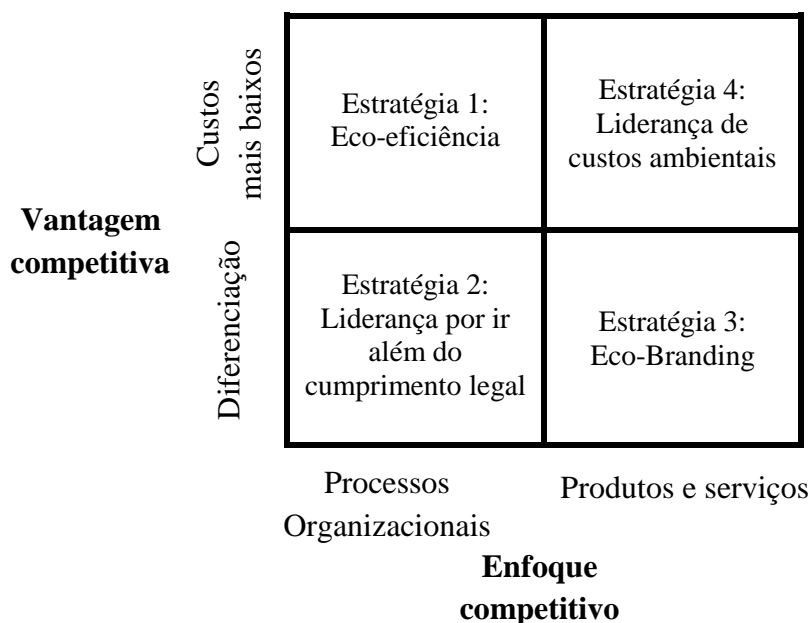 Custos
mais baixos
Estratégia 1:
Eco-eficiência
Estratégia 4:
Liderança de
custos ambientais
Vantagem
competitiva
Diferenciação
Estratégia 2:
Liderança por ir
além do
cumprimento legal
Estratégia 3:
Eco-Branding
Processos
Organizacionais
Produtos e serviços
Enfoque
competitivo